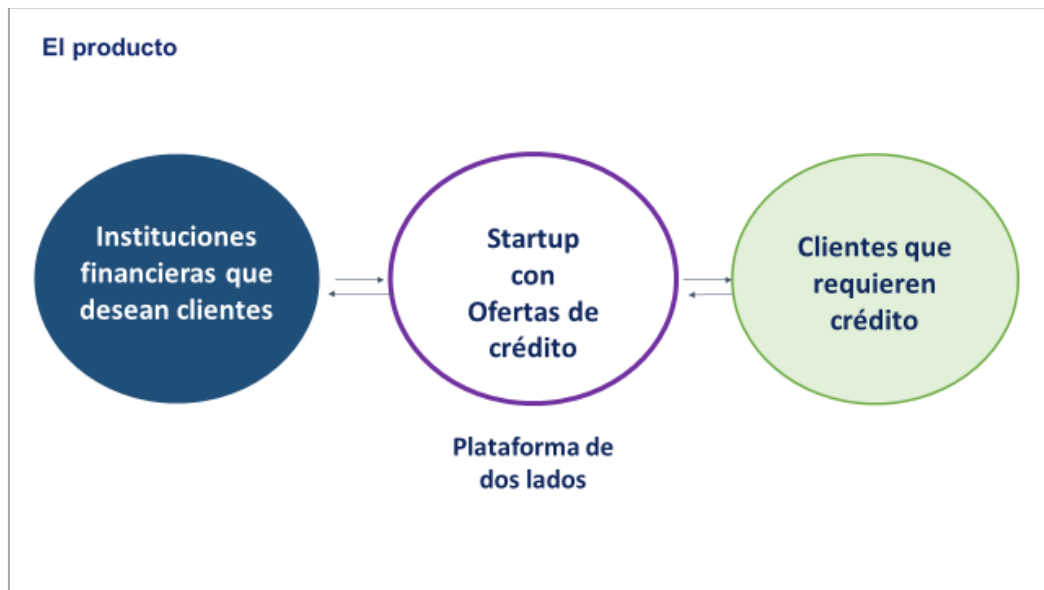 El producto
Instituciones
financieras que
desean clientes
Startup
con
Ofertas de
crédito
Clientes que
requieren
crédito
Plataforma de
dos lados